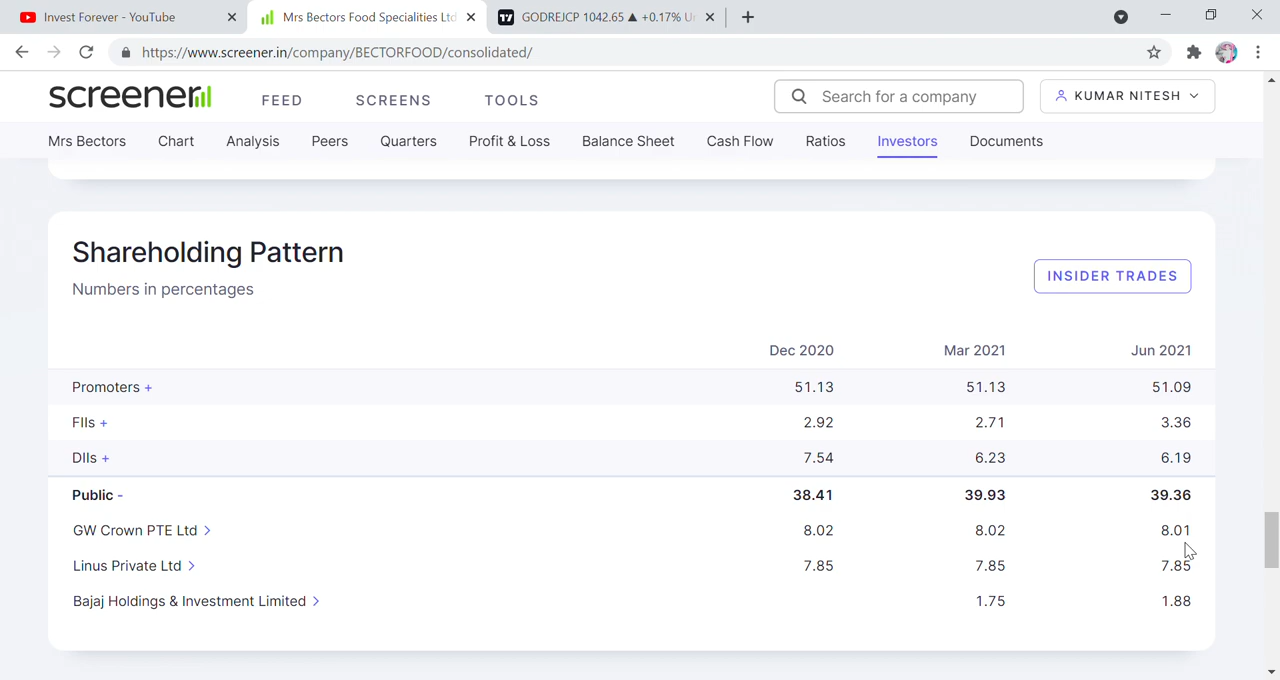 Invest Forever - YouTube
Mrs Bectors Food Specialities Ltd
GODREJCP 1042.65 ▲ +0.17%
https://www.screener.in/company/BECTORFOOD/consolidated/
screener
FEED SCREENS TOOLS
Search for a company
KUMAR NITESH
Mrs Bectors Chart Analysis Peers Quarters Profit & Loss Balance Sheet Cash Flow Ratios Investors Documents
Shareholding Pattern
Numbers in percentages
INSIDER TRADES
Dec 2020 Mar 2021 Jun 2021
Promoters + 51.13 51.13 51.09
FIIs + 2.92 2.71 3.36
DIIs + 7.54 6.23 6.19
Public - 38.41 39.93 39.36
GW Crown PTE Ltd > 8.02 8.02 8.01
Linus Private Ltd > 7.85 7.85 7.85
Bajaj Holdings & Investment Limited > 1.75 1.88